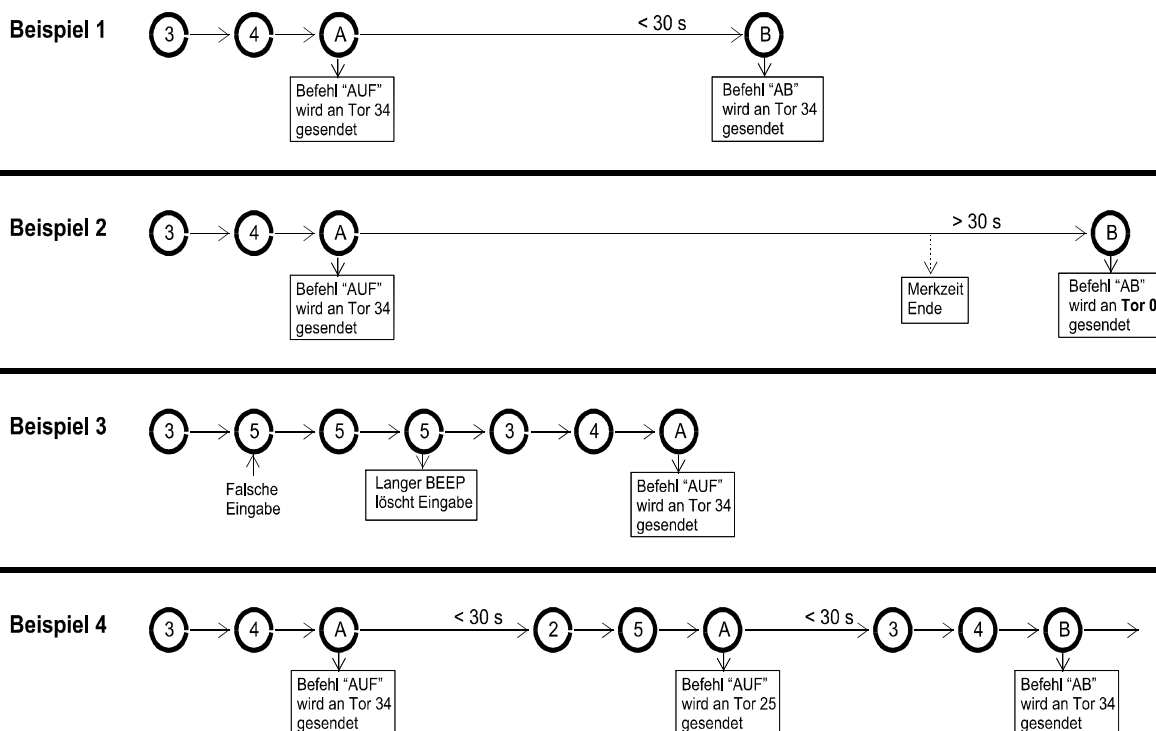 Beispiel 1
3 4 A < 30 s B
Befehl “AUF”
wird an Tor 34
gesendet
Befehl “AB”
wird an Tor 34
gesendet
Beispiel 2
3 4 A > 30 s B
Befehl “AUF”
wird an Tor 34
gesendet
Merkzeit
Ende
Befehl “AB”
wird an Tor 0
gesendet
Beispiel 3
3 5 5 5 3 4 A
Falsche
Eingabe
Langer BEEP
löscht Eingabe
Befehl “AUF”
wird an Tor 34
gesendet
Beispiel 4
3 4 A < 30 s 2 5 A < 30 s 3 4 B
Befehl “AUF”
wird an Tor 34
gesendet
Befehl “AUF”
wird an Tor 25
gesendet
Befehl “AB”
wird an Tor 34
gesendet